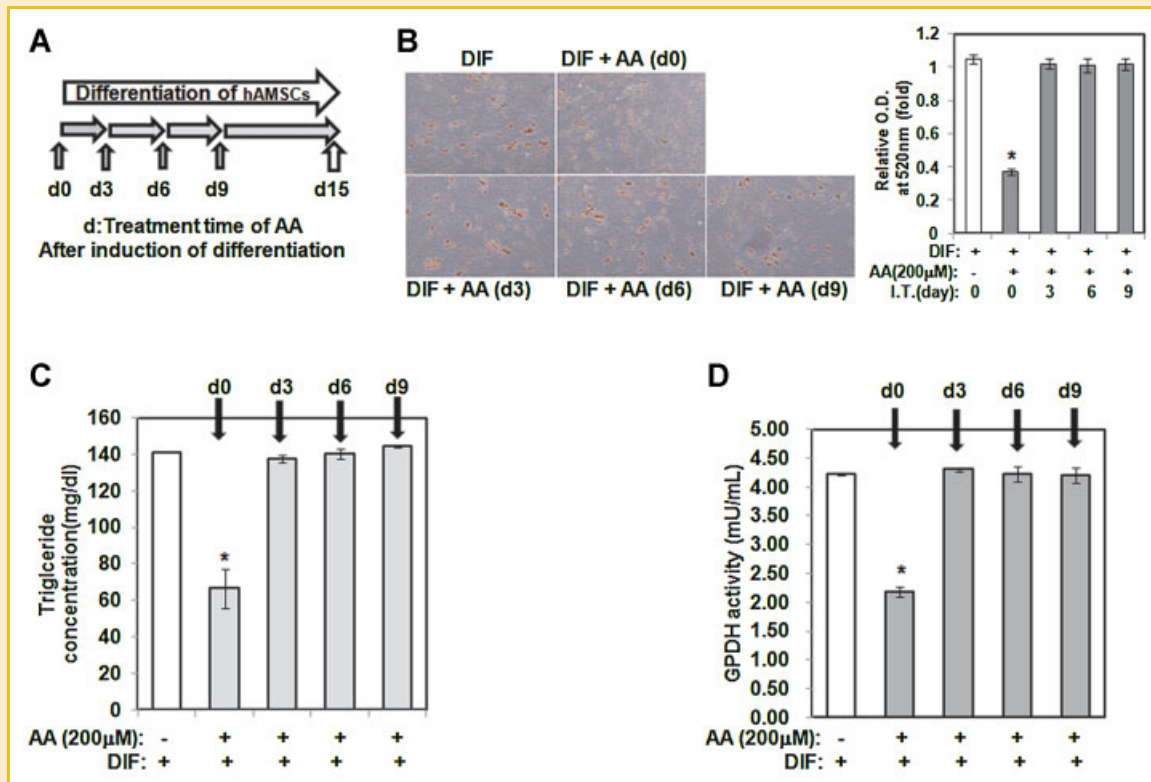 A
Differentiation of hAMSCs
d0 d3 d6 d9 d15
d:Treatment time of AA
After induction of differentiation
B
DIF DIF + AA (d0)
DIF + AA (d3) DIF + AA (d6) DIF + AA (d9)
Relative O.D.
at 520nm (fold)
1.2
1
0.8
0.6
0.4
0.2
0
*
DIF: + + + + +
AA(200μM): - + + + +
I.T.(day): 0 0 3 6 9
C
d0 d3 d6 d9
Triglceride
concentration(mg/dl)
160
140
120
100
80
60
40
20
0
*
AA (200μM): - + + + +
DIF: + + + + +
D
d0 d3 d6 d9
GPDH activity (mU/mL)
5.00
4.50
4.00
3.50
3.00
2.50
2.00
1.50
1.00
0.50
0.00
*
AA (200μM): - + + + +
DIF: + + + + +